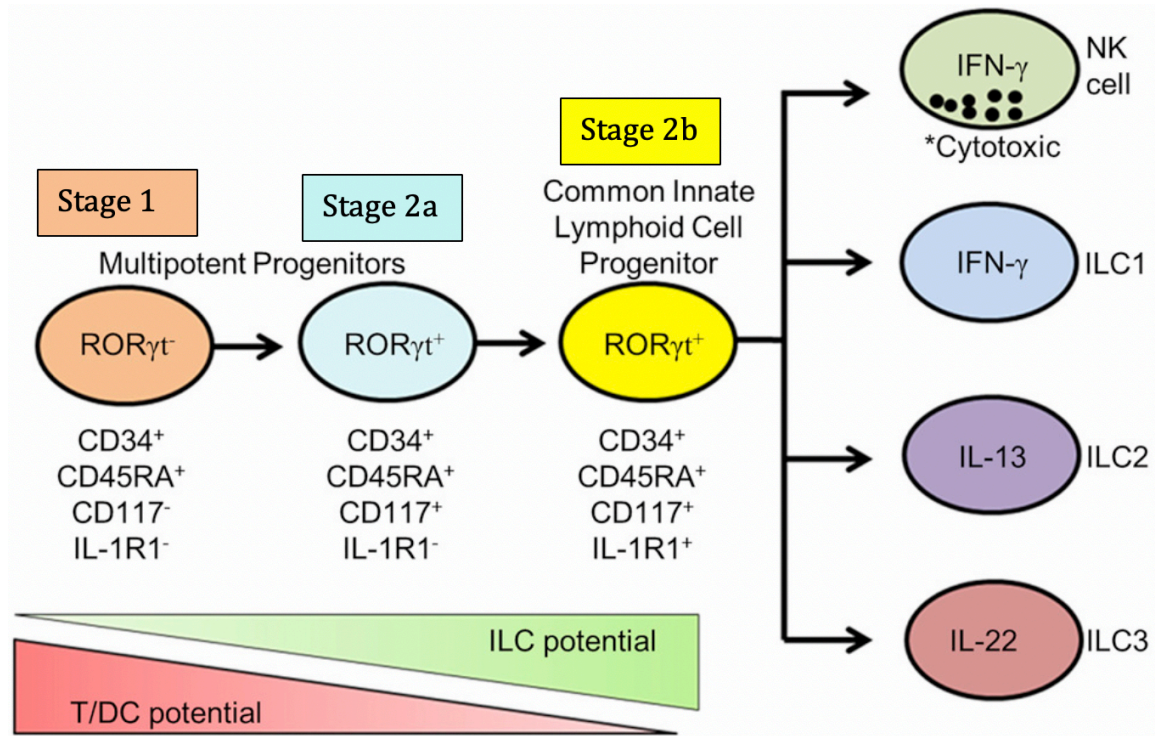 Stage 1
Stage 2a
Stage 2b
Multipotent Progenitors
Common Innate
Lymphoid Cell
Progenitor
RORγt⁻
CD34⁺
CD45RA⁺
CD117⁻
IL-1R1⁻
RORγt⁺
CD34⁺
CD45RA⁺
CD117⁺
IL-1R1⁻
RORγt⁺
CD34⁺
CD45RA⁺
CD117⁺
IL-1R1⁺
IFN-γ
NK
cell
*Cytotoxic
IFN-γ
ILC1
IL-13
ILC2
IL-22
ILC3
ILC potential
T/DC potential